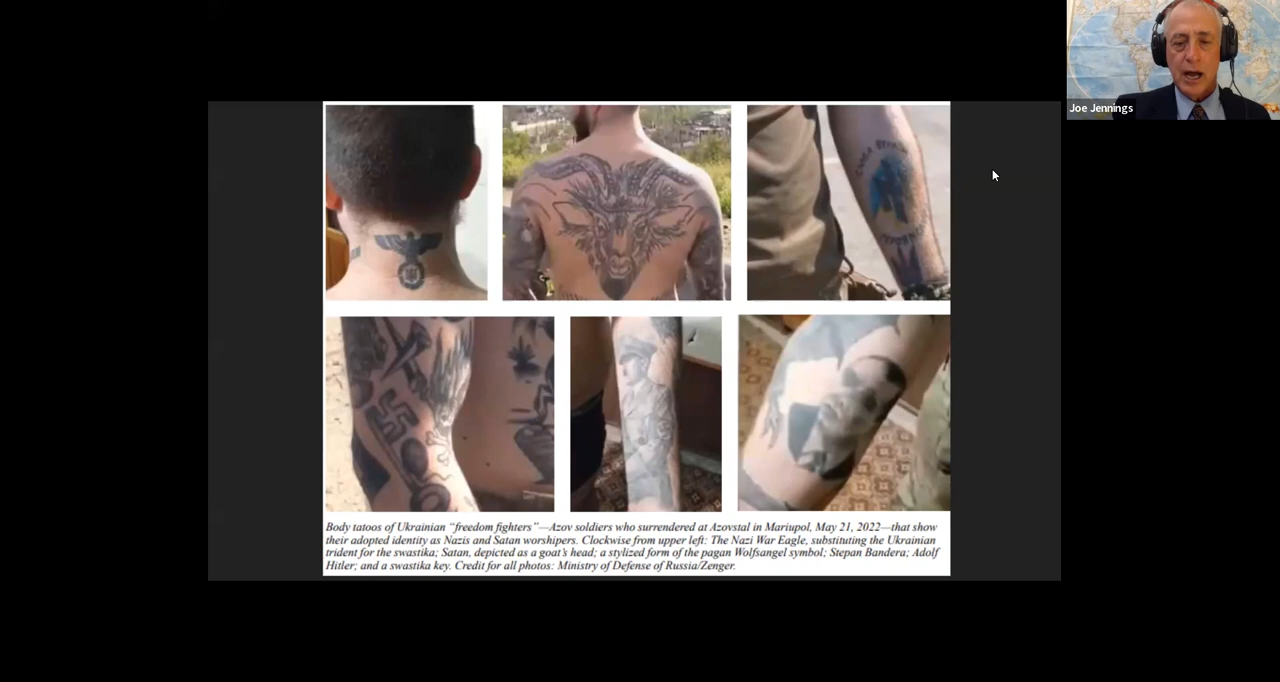 Joe Jennings
СЛАВА
Body tatoos of Ukrainian “freedom fighters”—Azov soldiers who surrendered at Azovstal in Mariupol, May 21, 2022—that show
their adopted identity as Nazis and Satan worshipers. Clockwise from upper left: The Nazi War Eagle, substituting the Ukrainian
trident for the swastika; Satan, depicted as a goat’s head; a stylized form of the pagan Wolfsangel symbol; Stepan Bandera; Adolf
Hitler; and a swastika key. Credit for all photos: Ministry of Defense of Russia/Zenger.